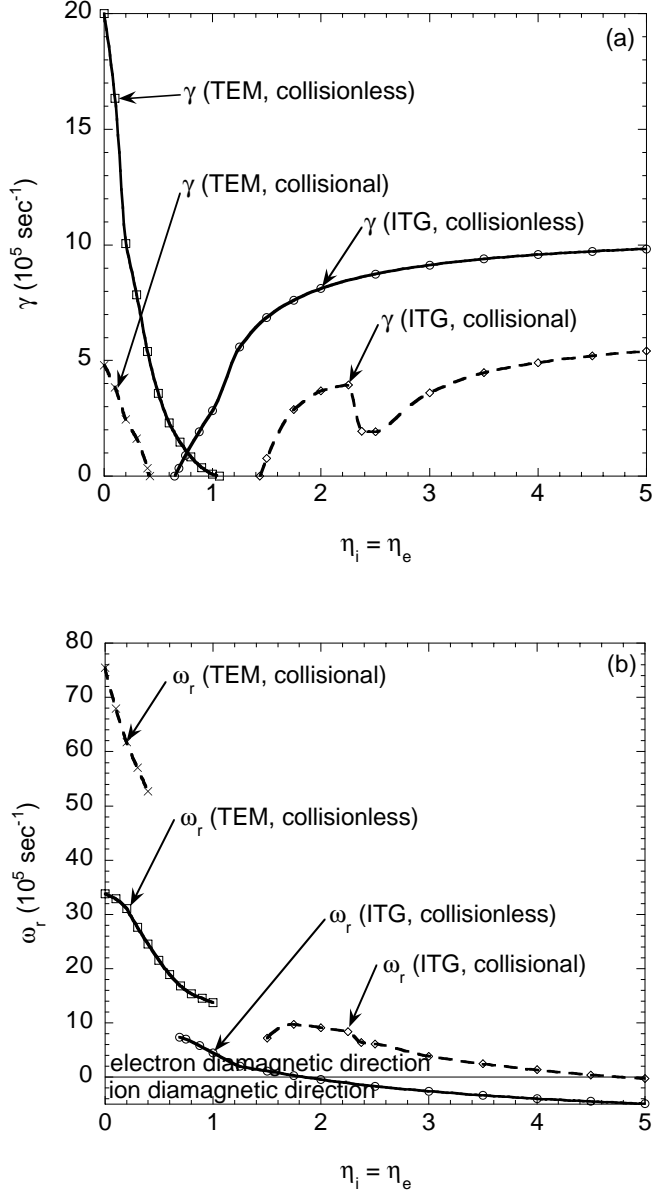 (a)
20
15
10
5
0
γ (10⁵ sec⁻¹)
γ (TEM, collisionless)
γ (TEM, collisional)
γ (ITG, collisionless)
γ (ITG, collisional)
0 1 2 3 4 5
ηᵢ = ηₑ
(b)
80
70
60
50
40
30
20
10
0
ωᵣ (10⁵ sec⁻¹)
ωᵣ (TEM, collisional)
ωᵣ (TEM, collisionless)
ωᵣ (ITG, collisionless)
ωᵣ (ITG, collisional)
electron diamagnetic direction
ion diamagnetic direction
0 1 2 3 4 5
ηᵢ = ηₑ